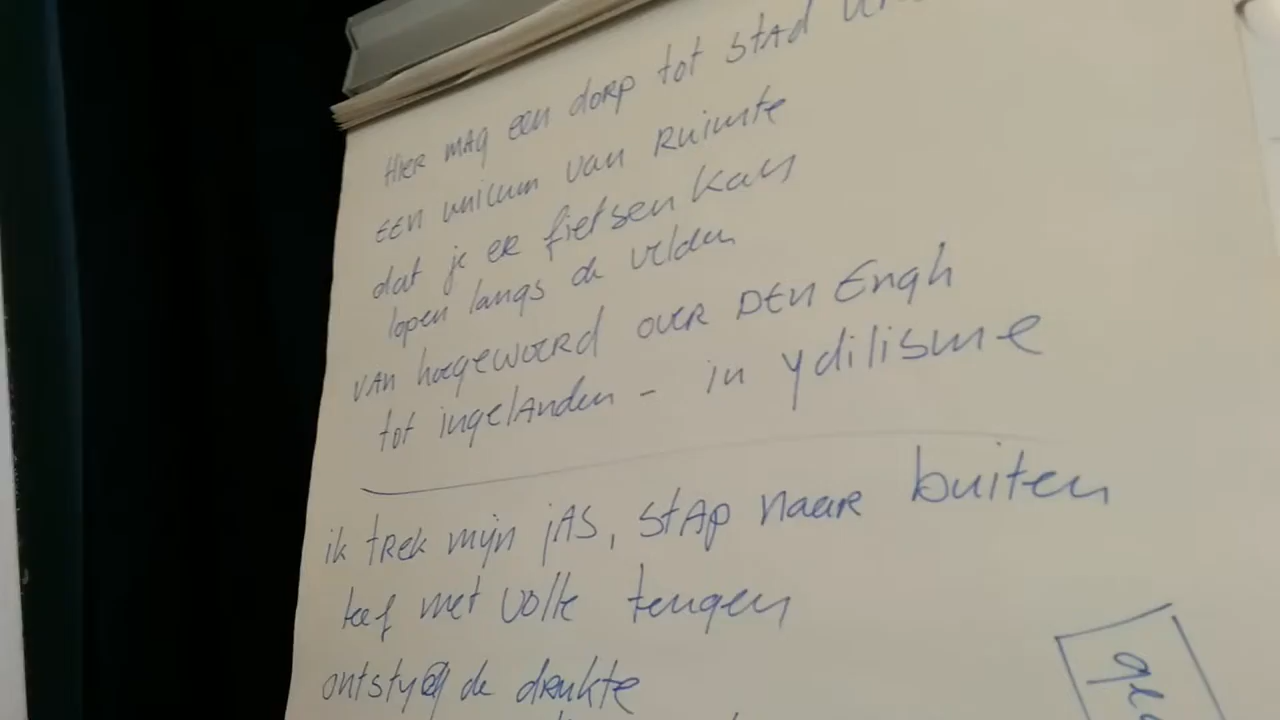 HIER MAG een dorp tot stad
EEN unicum van Ruimte
dat je er fietsen kan
lopen langs de velden
VAN hogewoerd over DEN Engh
tot ingelanden - in ydilisme
ik trek mijn jAS, stAp naar buiten
leef met volle teugen
de drukte